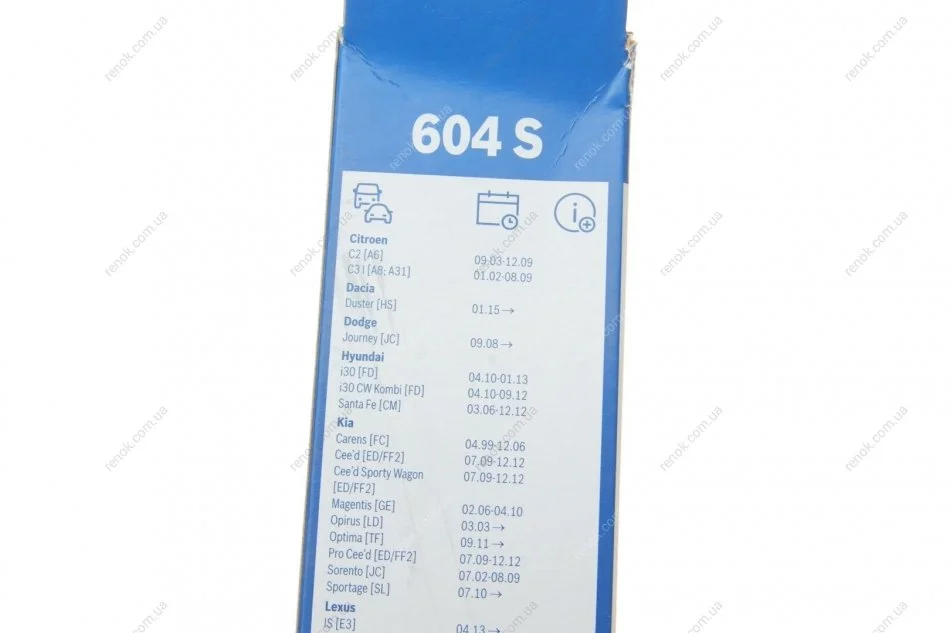 604 S
Citroen
C2 [A6] 09.03-12.09
C3 I [A8; A31] 01.02-08.09
Dacia
Duster [HS] 01.15→
Dodge
Journey [JC] 09.08→
Hyundai
i30 [FD] 04.10-01.13
i30 CW Kombi [FD] 04.10-09.12
Santa Fe [CM] 03.06-12.12
Kia
Carens [FC] 04.99-12.06
Cee'd [ED/FF2] 07.09-12.12
Cee'd Sporty Wagon 07.09-12.12
[ED/FF2]
Magentis [GE] 02.06-04.10
Opirus [LD] 03.03→
Optima [TF] 09.11→
Pro Cee'd [ED/FF2] 07.09-12.12
Sorento [JC] 07.02-08.09
Sportage [SL] 07.10→
Lexus
IS [E3] 04.13→
renok.com.ua